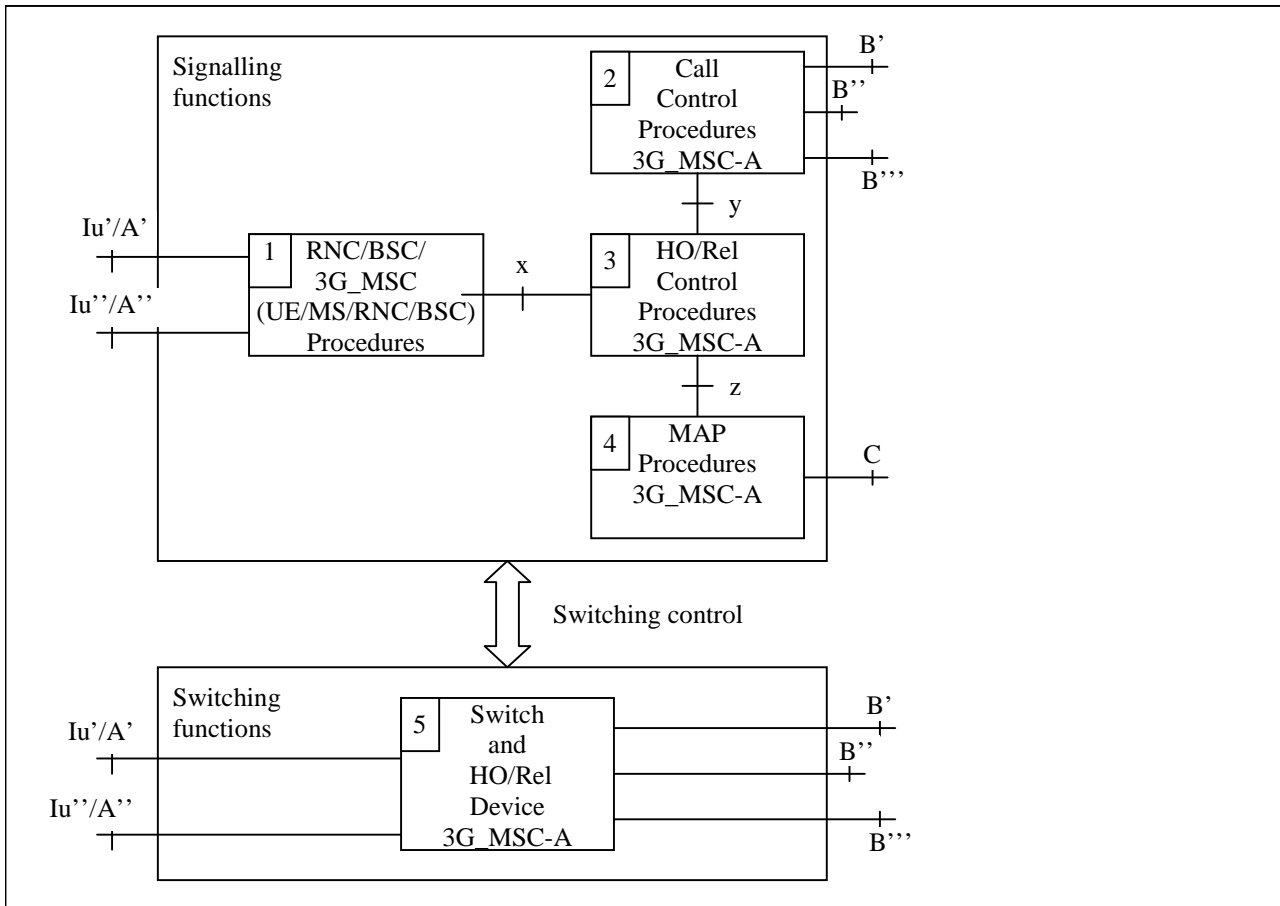 Signalling
functions
2
Call
Control
Procedures
3G_MSC-A
B'
B''
B'''
y
Iu'/A'
Iu''/A''
1
RNC/BSC/
3G_MSC
(UE/MS/RNC/BSC)
Procedures
x
3
HO/Rel
Control
Procedures
3G_MSC-A
z
4
MAP
Procedures
3G_MSC-A
C
Switching control
Switching
functions
Iu'/A'
Iu''/A''
5
Switch
and
HO/Rel
Device
3G_MSC-A
B'
B''
B'''